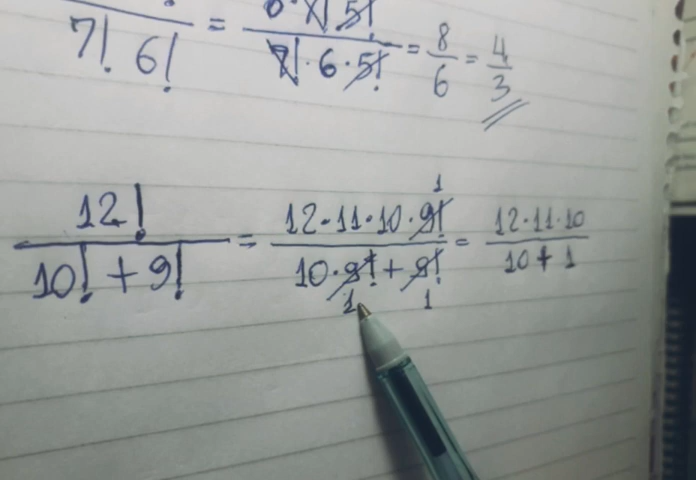 7! 6! = 7! 5! / 7! · 6 · 5! = 8/6 = 4/3
12! / 10! + 9! = 12 · 11 · 10 · 9! / 10 · 9! + 9! = 12 · 11 · 10 / 10 + 1
1
1 1